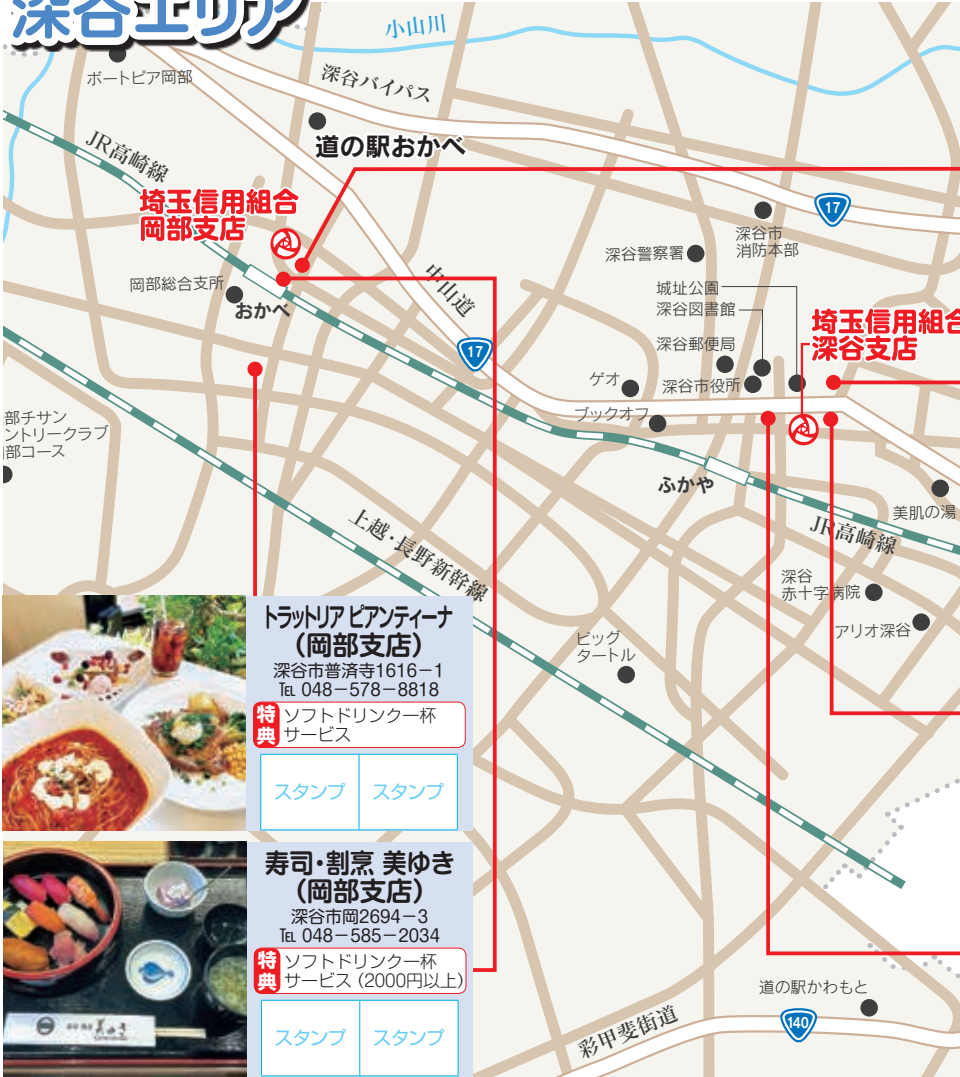 深谷エリア
小山川
ボートピア岡部
深谷バイパス
JR高崎線
道の駅おかべ
埼玉信用組合
岡部支店
17
深谷市
消防本部
深谷警察署
岡部総合支所
おかべ
中山道
城址公園
深谷図書館
埼玉信用組合
深谷支店
17
深谷郵便局
ゲオ
深谷市役所
ブックオフ
部チサン
ントリークラブ
部コース
ふかや
美肌の湯
JR高崎線
上越・長野新幹線
深谷
赤十字病院
アリオ深谷
ビッグ
タートル
トラットリア ピアンティーナ
(岡部支店)
深谷市普済寺1616-1
℡ 048-578-8818
特典
ソフトドリンク一杯
サービス
スタンプ スタンプ
寿司・割烹 美ゆき
(岡部支店)
深谷市岡2694-3
℡ 048-585-2034
特典
ソフトドリンク一杯
サービス (2000円以上)
スタンプ スタンプ
道の駅かわもと
彩甲斐街道
140